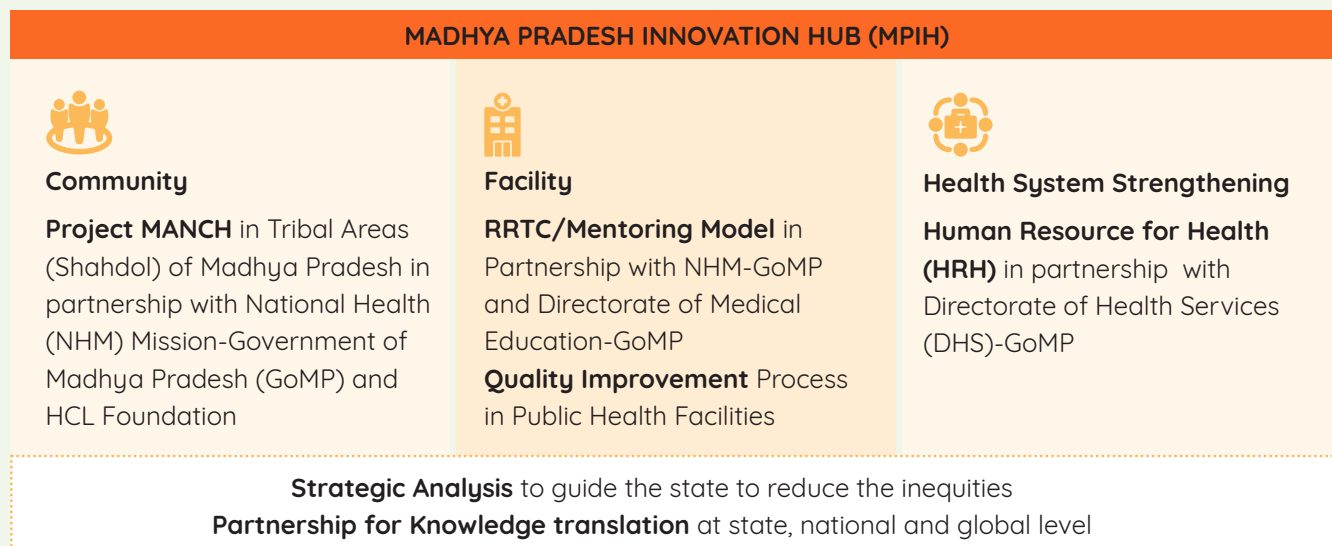 MADHYA PRADESH INNOVATION HUB (MPIH)
Community
Project MANCH in Tribal Areas
(Shahdol) of Madhya Pradesh in
partnership with National Health
(NHM) Mission-Government of
Madhya Pradesh (GoMP) and
HCL Foundation
Facility
RRTC/Mentoring Model in
Partnership with NHM-GoMP
and Directorate of Medical
Education-GoMP
Quality Improvement Process
in Public Health Facilities
Health System Strengthening
Human Resource for Health
(HRH) in partnership  with
Directorate of Health Services
(DHS)-GoMP
Strategic Analysis to guide the state to reduce the inequities
Partnership for Knowledge translation at state, national and global level